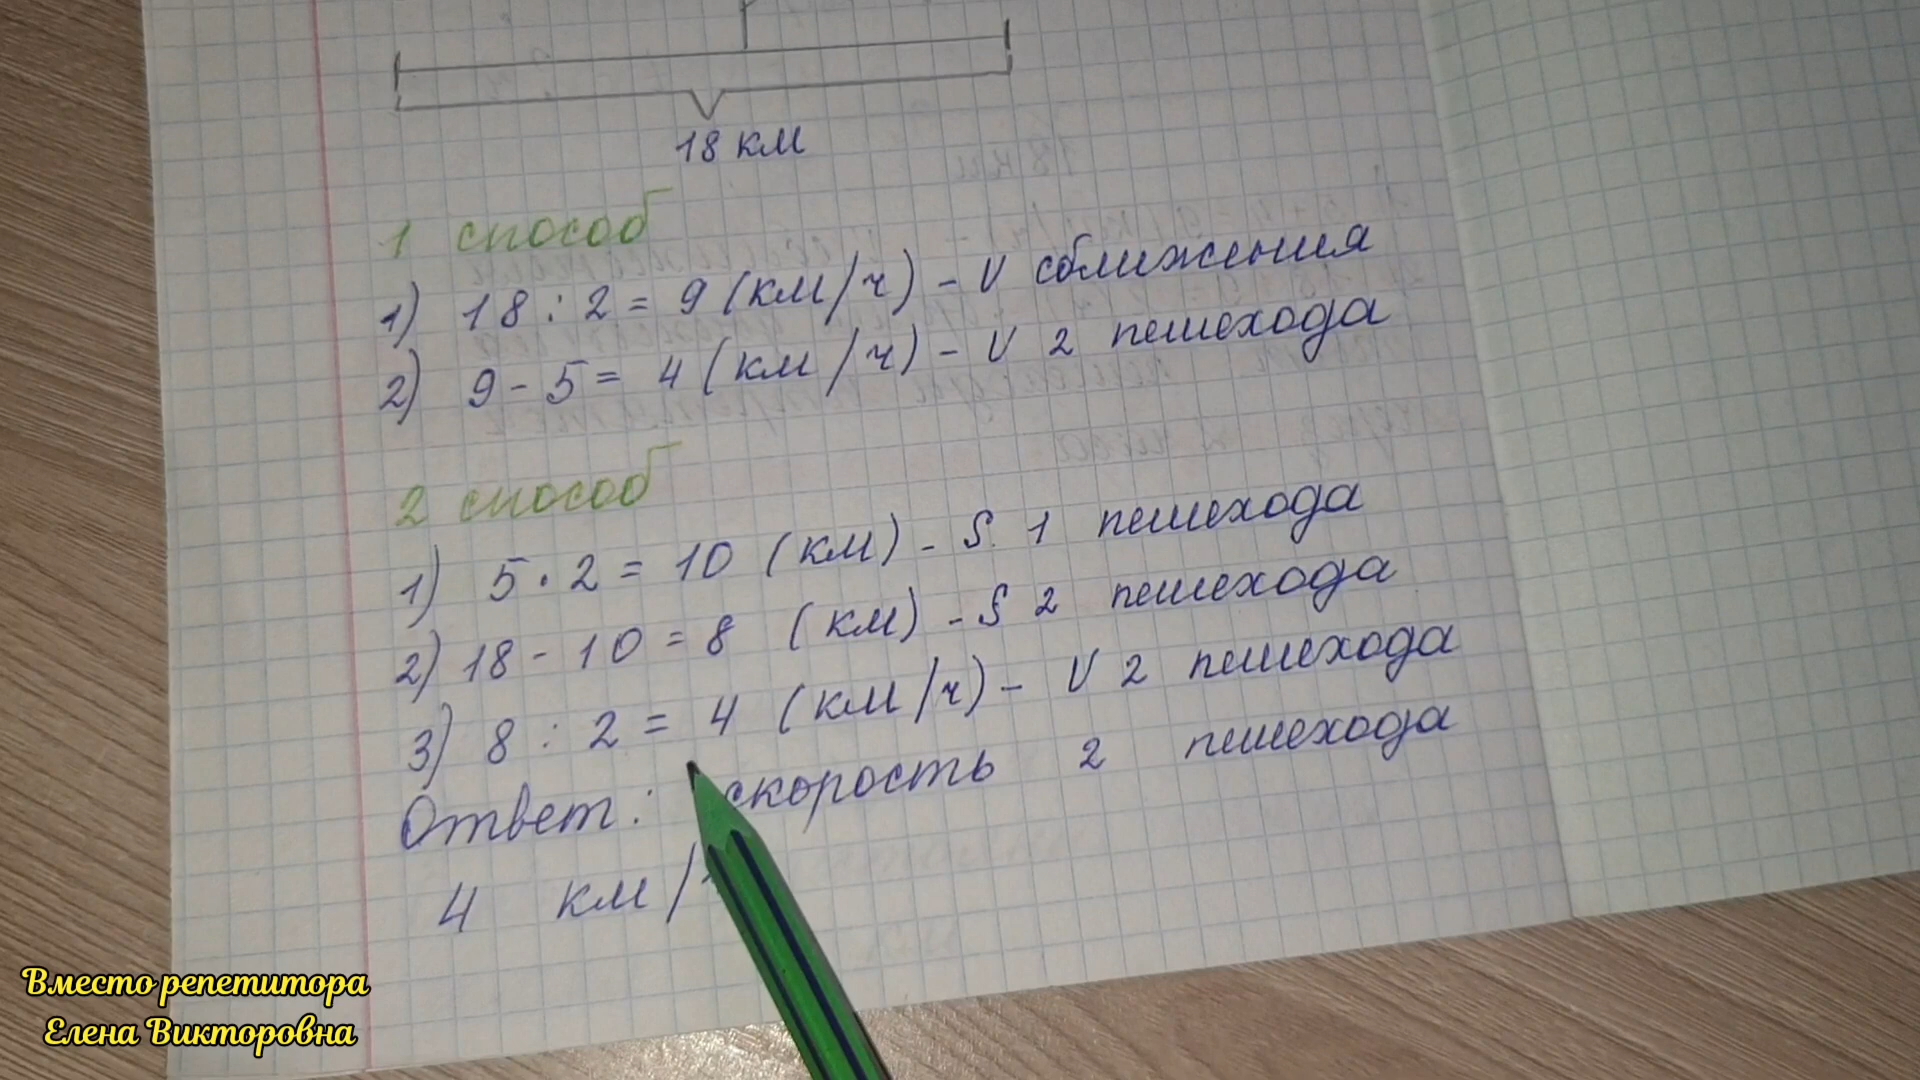 18 км
1 способ
1) 18 : 2 = 9 (км/ч) - V сближения
2) 9 - 5 = 4 (км/ч) - V 2 пешехода
2 способ
1) 5 · 2 = 10 (км) - S 1 пешехода
2) 18 - 10 = 8 (км) - S 2 пешехода
3) 8 : 2 = 4 (км/ч) - V 2 пешехода
Ответ: скорость 2 пешехода
4 км/
Вместо репетитора
Елена Викторовна